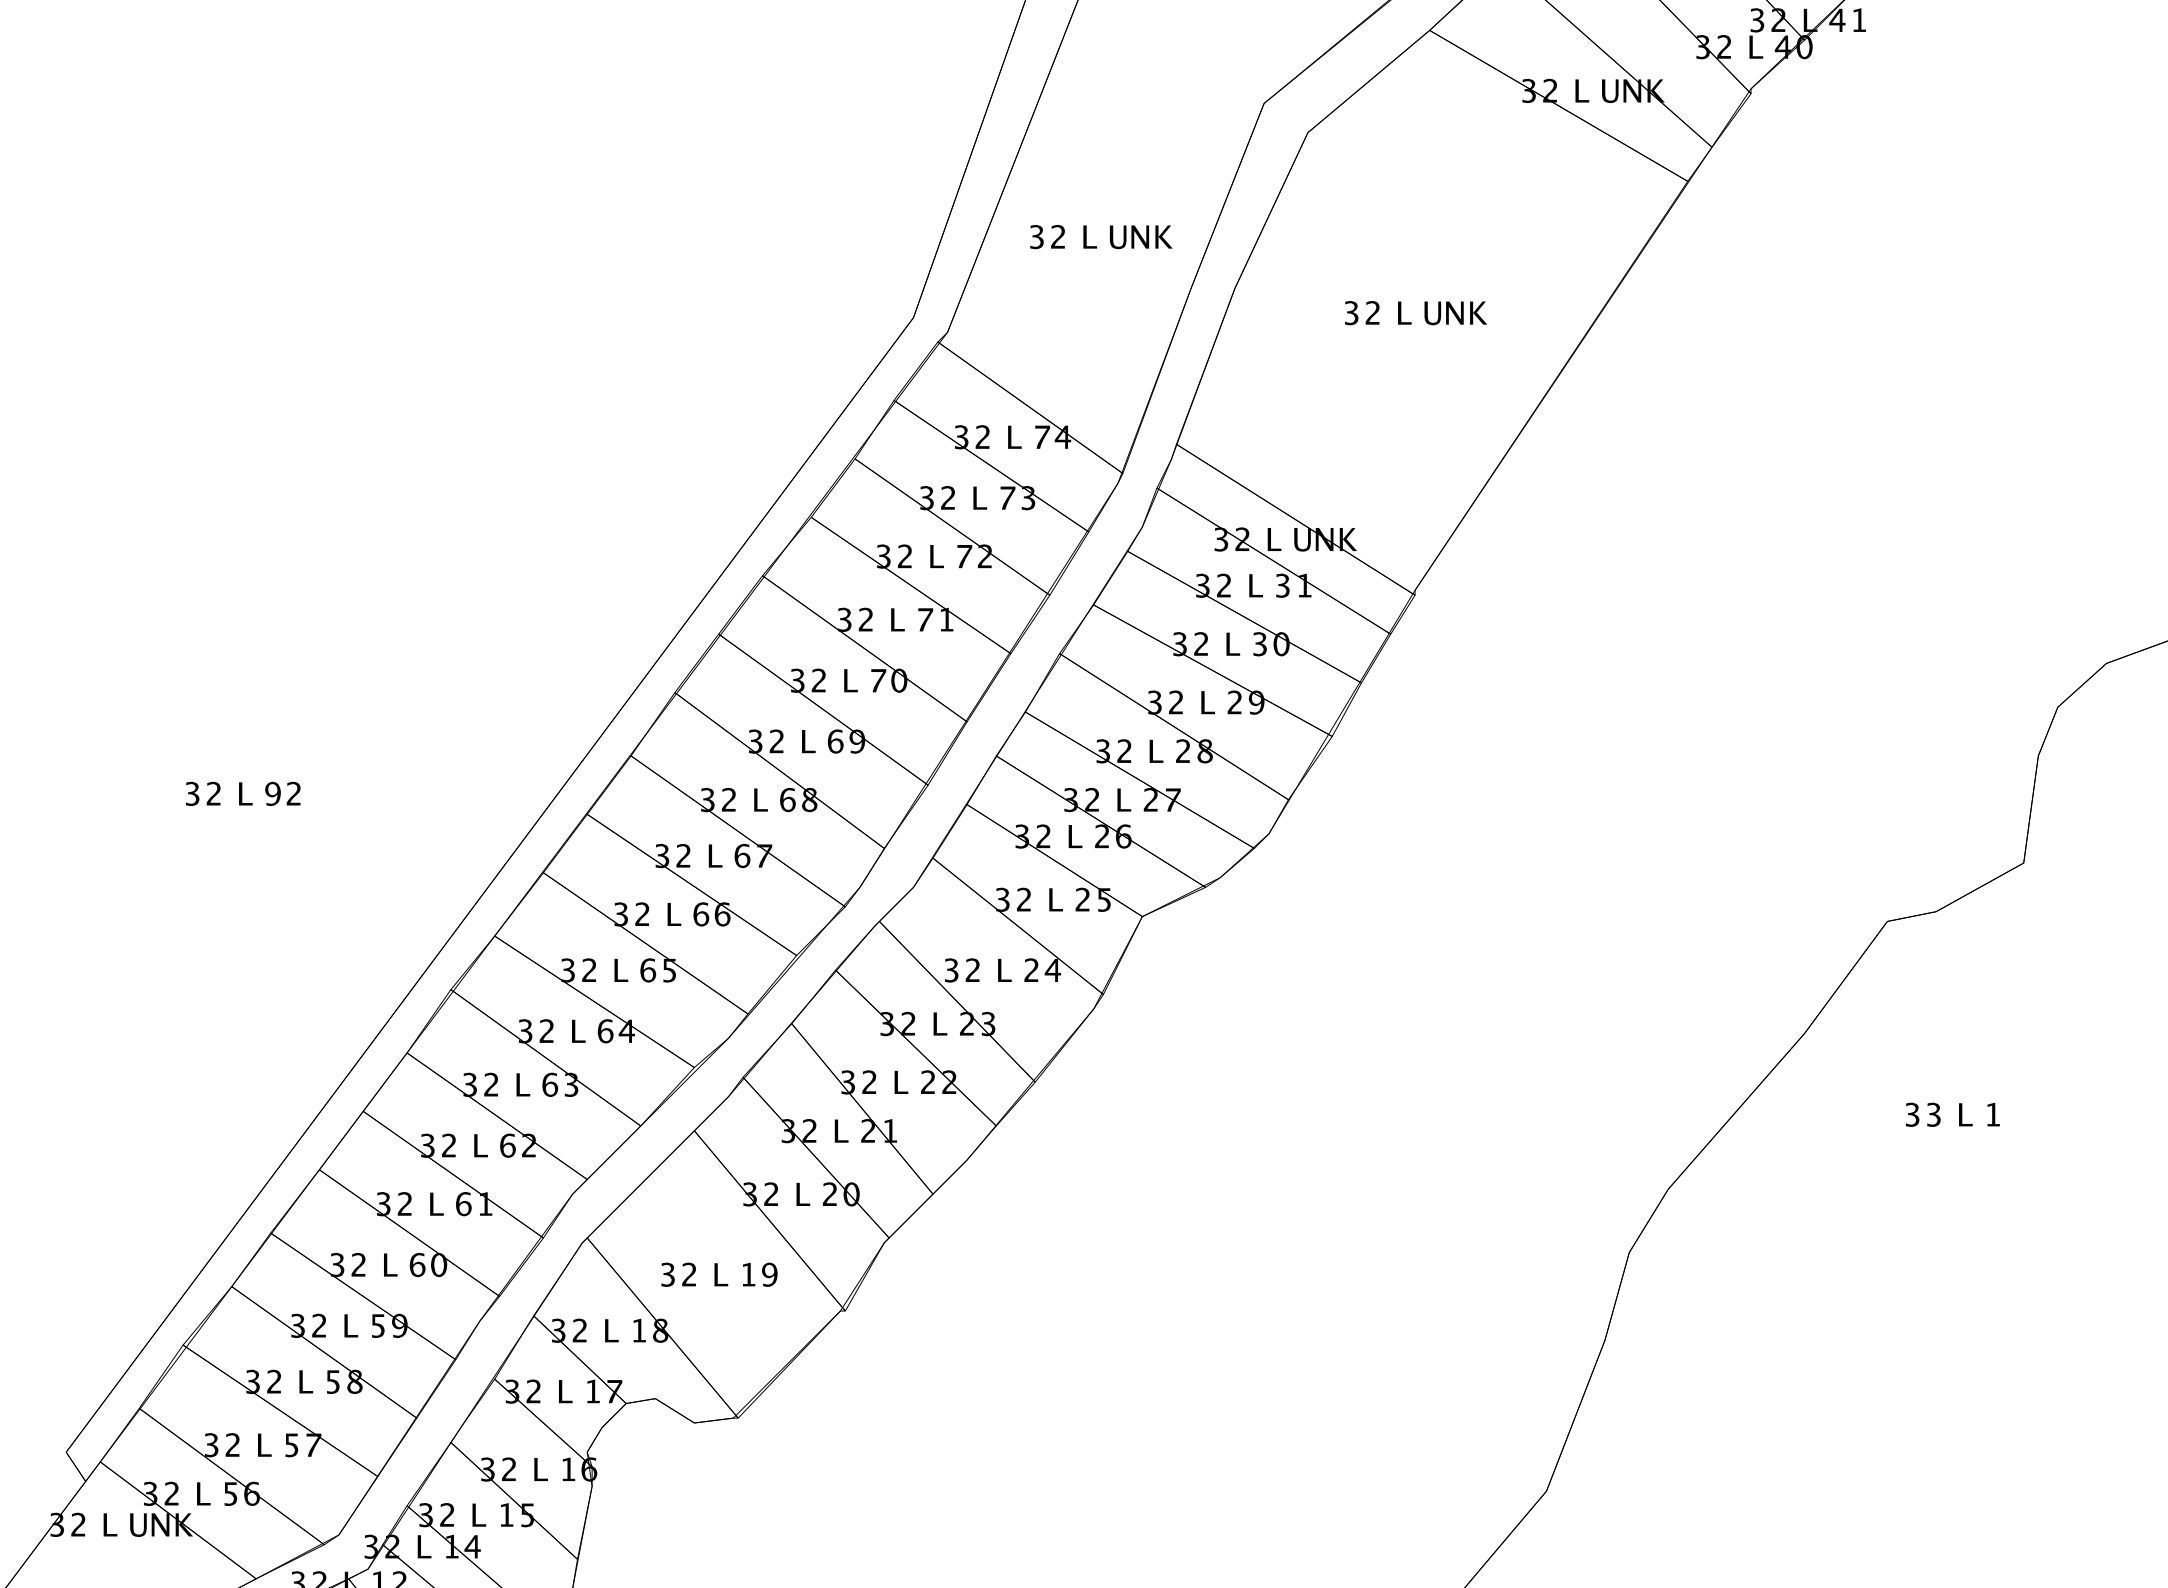 32 L 41
32 L 40
32 L UNK
32 L UNK
32 L UNK
32 L 74
32 L 73
32 L UNK
32 L 72
32 L 31
32 L 71
32 L 30
32 L 70
32 L 29
32 L 69
32 L 28
32 L 92
32 L 68
32 L 27
32 L 26
32 L 67
32 L 25
32 L 66
32 L 65
32 L 24
32 L 64
32 L 23
32 L 63
32 L 22
33 L 1
32 L 62
32 L 21
32 L 61
32 L 20
32 L 60
32 L 19
32 L 59
32 L 18
32 L 58
32 L 17
32 L 57
32 L 16
32 L 56
32 L 15
32 L UNK
32 L 14
32 L 12